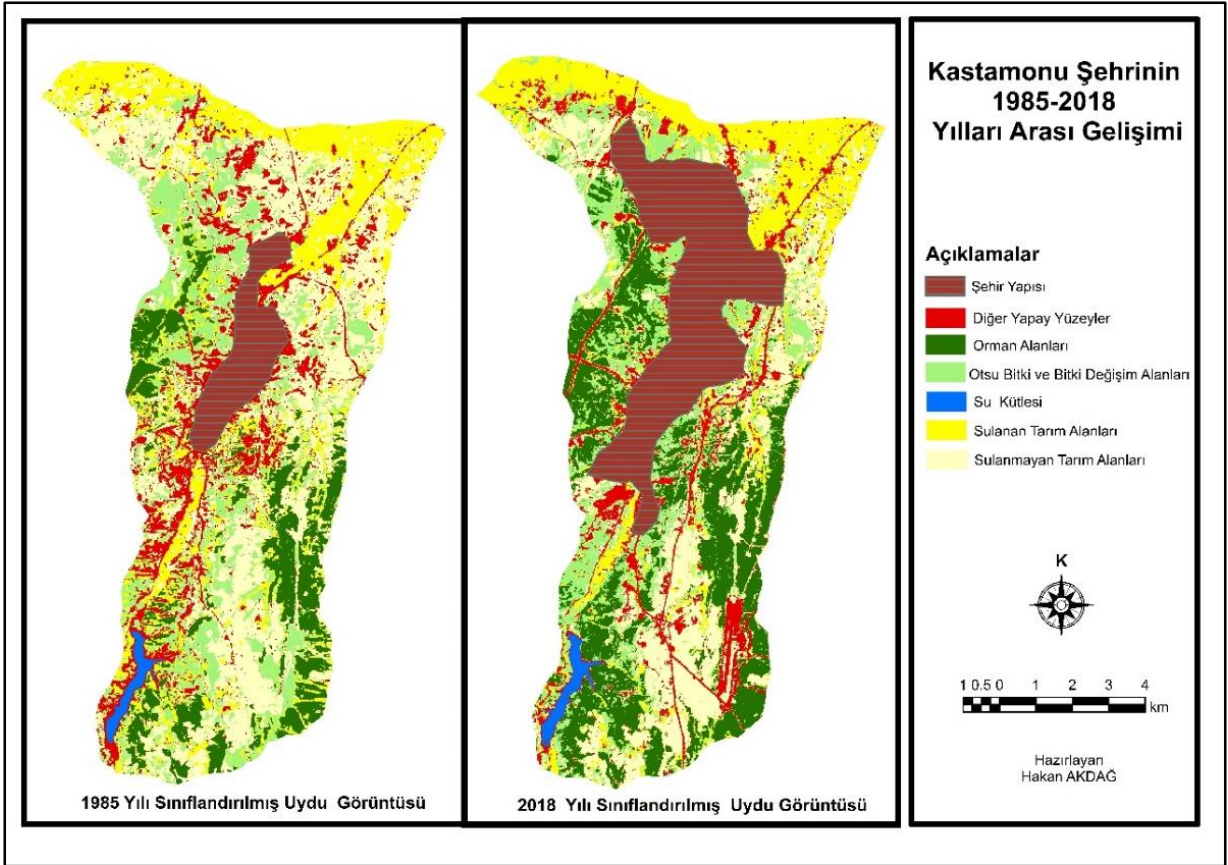 Kastamonu Şehrinin
1985-2018
Yılları Arası Gelişimi
Açıklamalar
Şehir Yapısı
Diğer Yapay Yüzeyler
Orman Alanları
Otsu Bitki ve Bitki Değişim Alanları
Su Kütlesi
Sulanan Tarım Alanları
Sulanmayan Tarım Alanları
K
1 0.5 0 1 2 3 4
km
Hazırlayan
Hakan AKDAĞ
1985 Yılı Sınıflandırılmış Uydu Görüntüsü
2018 Yılı Sınıflandırılmış Uydu Görüntüsü